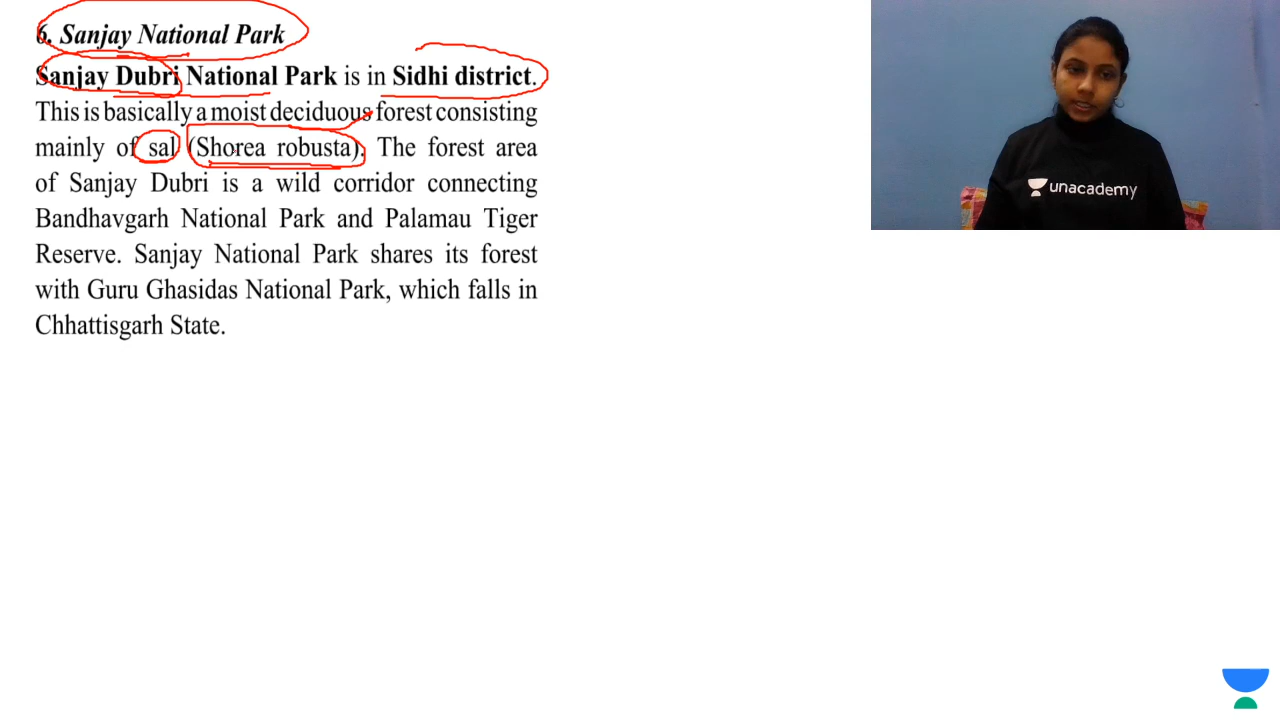 6. Sanjay National Park
Sanjay Dubri National Park is in Sidhi district.
This is basically a moist deciduous forest consisting
mainly of sal (Shorea robusta). The forest area
of Sanjay Dubri is a wild corridor connecting
Bandhavgarh National Park and Palamau Tiger
Reserve. Sanjay National Park shares its forest
with Guru Ghasidas National Park, which falls in
Chhattisgarh State.
unacademy